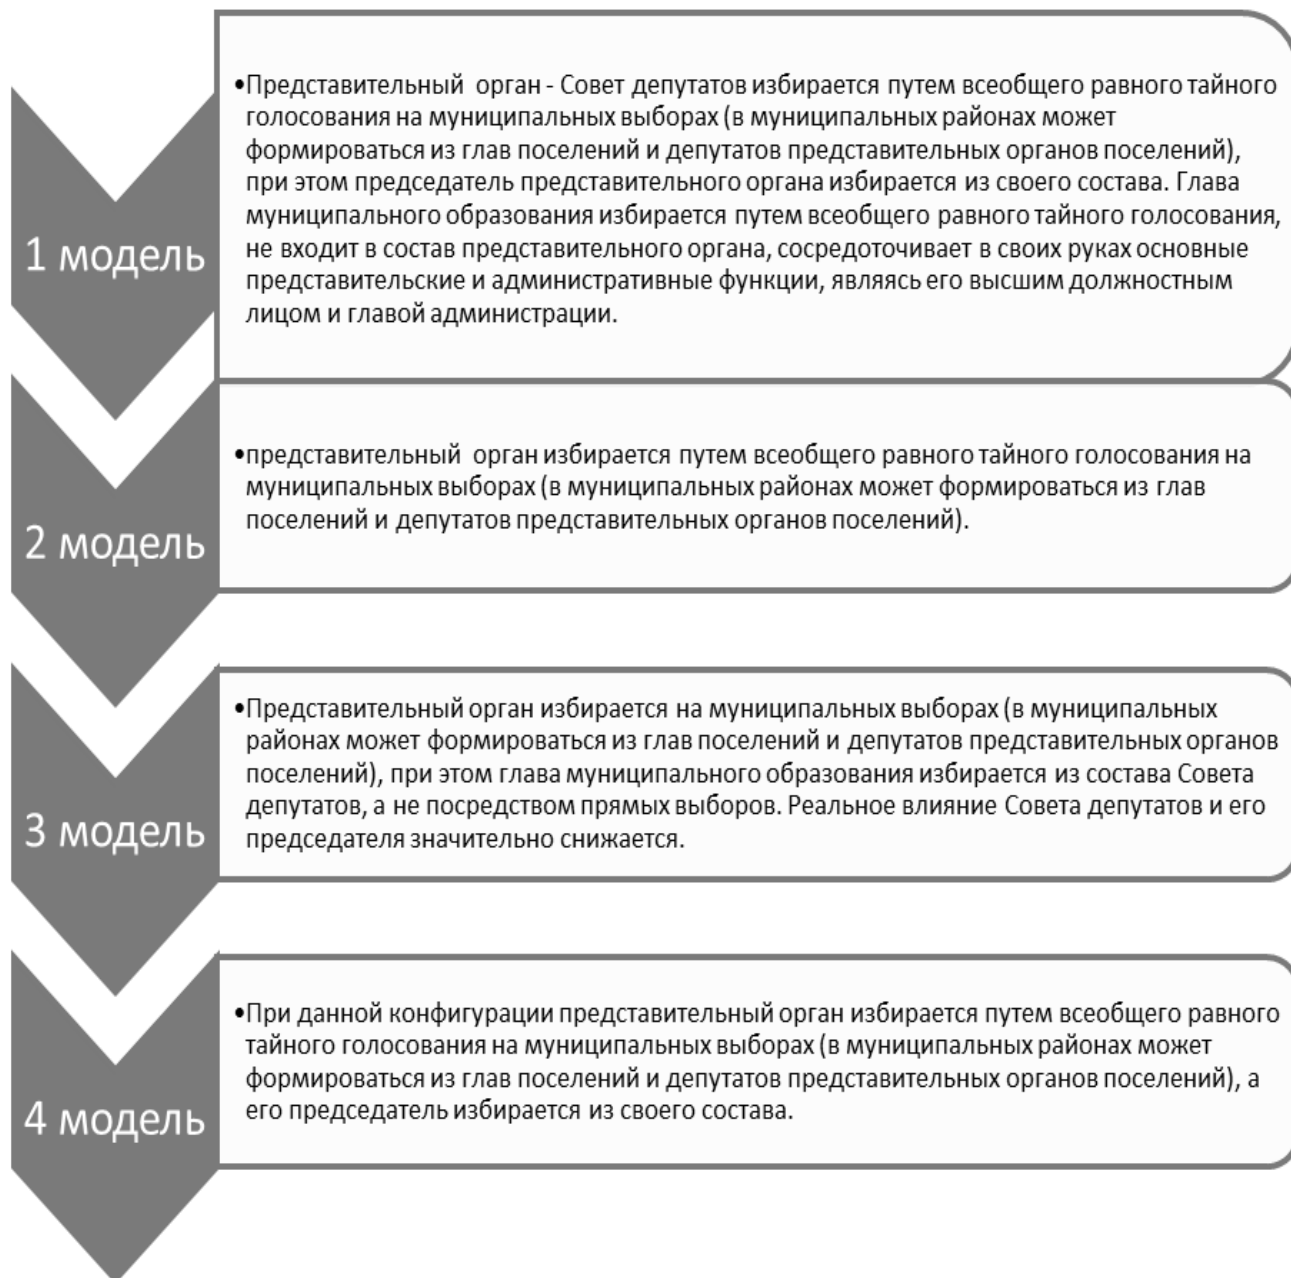 1 модель
•Представительный орган - Совет депутатов избирается путем всеобщего равного тайного
голосования на муниципальных выборах (в муниципальных районах может
формироваться из глав поселений и депутатов представительных органов поселений),
при этом председатель представительного органа избирается из своего состава. Глава
муниципального образования избирается путем всеобщего равного тайного голосования,
не входит в состав представительного органа, сосредоточивает в своих руках основные
представительские и административные функции, являясь его высшим должностным
лицом и главой администрации.
2 модель
•представительный орган избирается путем всеобщего равного тайного голосования на
муниципальных выборах (в муниципальных районах может формироваться из глав
поселений и депутатов представительных органов поселений).
3 модель
•Представительный орган избирается на муниципальных выборах (в муниципальных
районах может формироваться из глав поселений и депутатов представительных органов
поселений), при этом глава муниципального образования избирается из состава Совета
депутатов, а не посредством прямых выборов. Реальное влияние Совета депутатов и его
председателя значительно снижается.
4 модель
•При данной конфигурации представительный орган избирается путем всеобщего равного
тайного голосования на муниципальных выборах (в муниципальных районах может
формироваться из глав поселений и депутатов представительных органов поселений), а
его председатель избирается из своего состава.